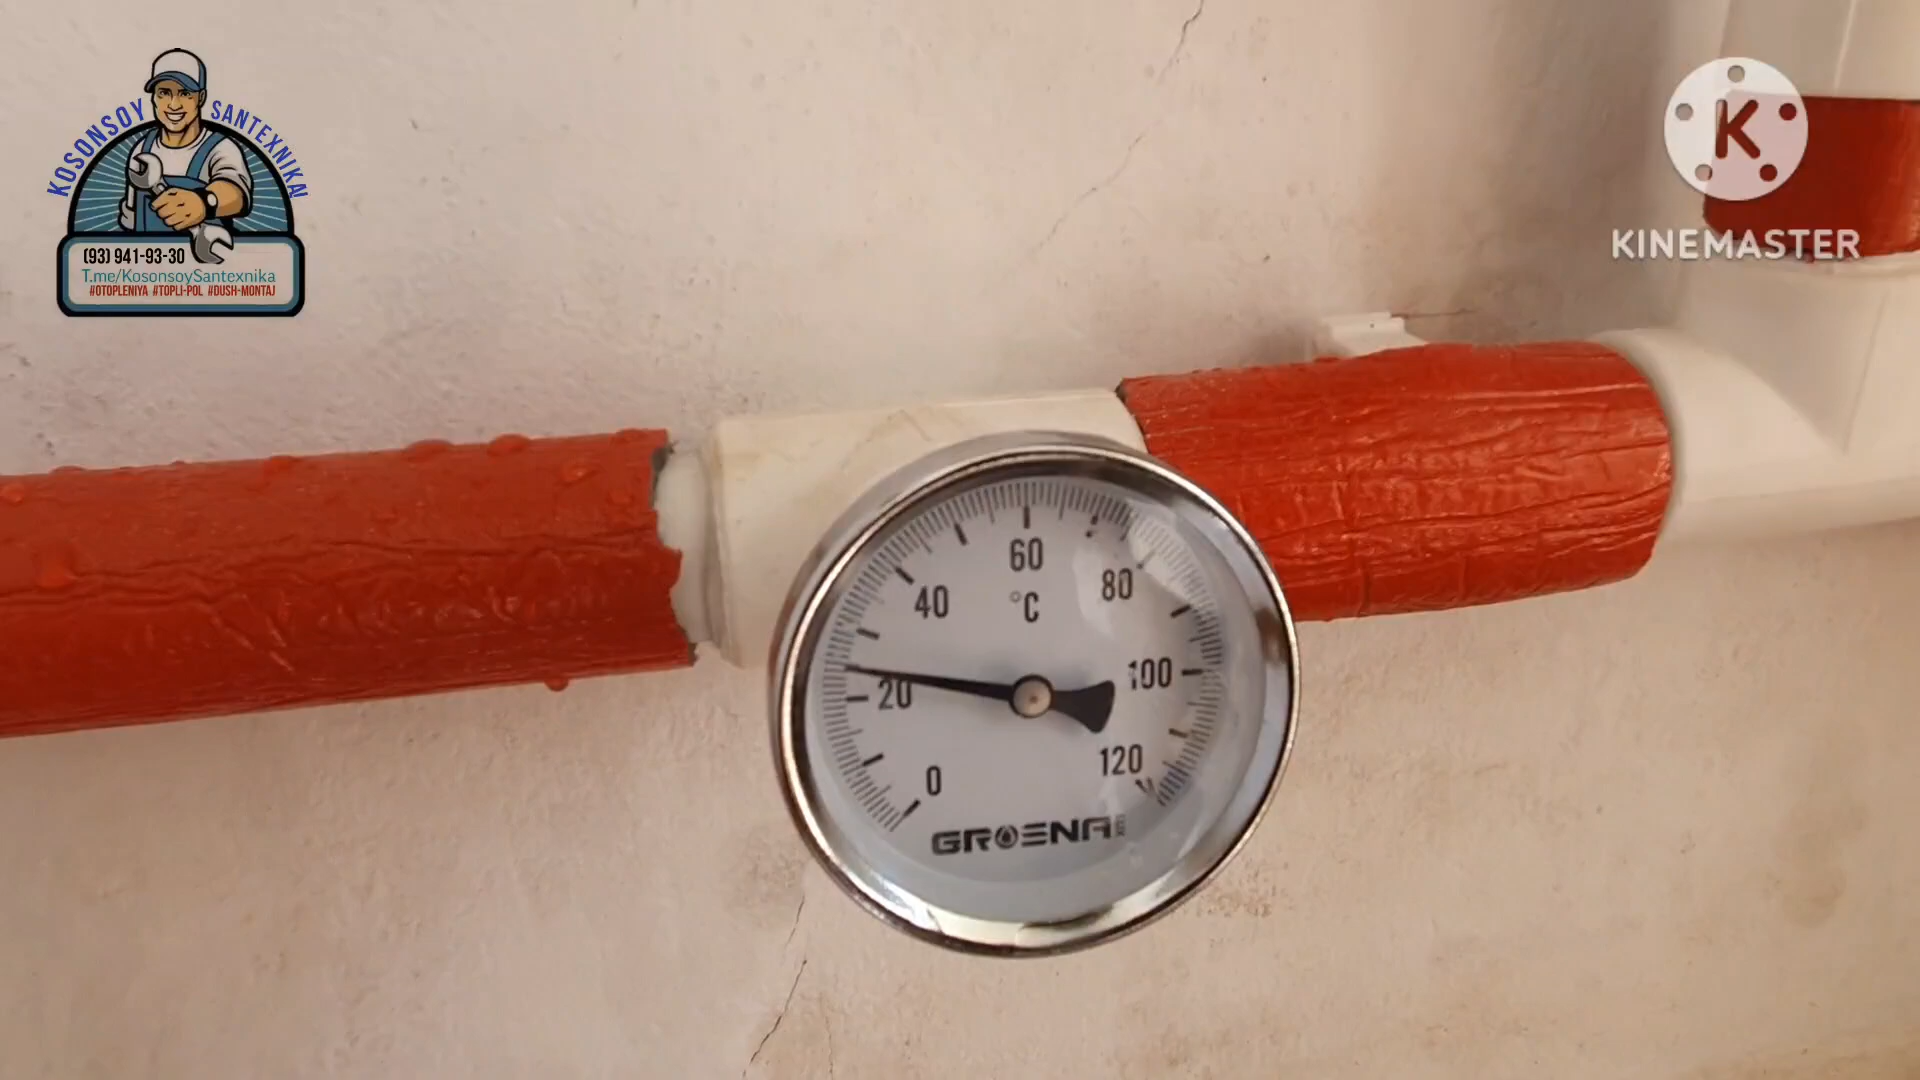 KOSONSOY SANTEXNIKAI
(93) 941-93-30
T.me/KosonsoySantexnika
#OTOPLENIYA #TOPLI-POL #DUSH-MONTAJ
K
KINEMASTER
60
°C
40
80
20
100
0
120
GROENA